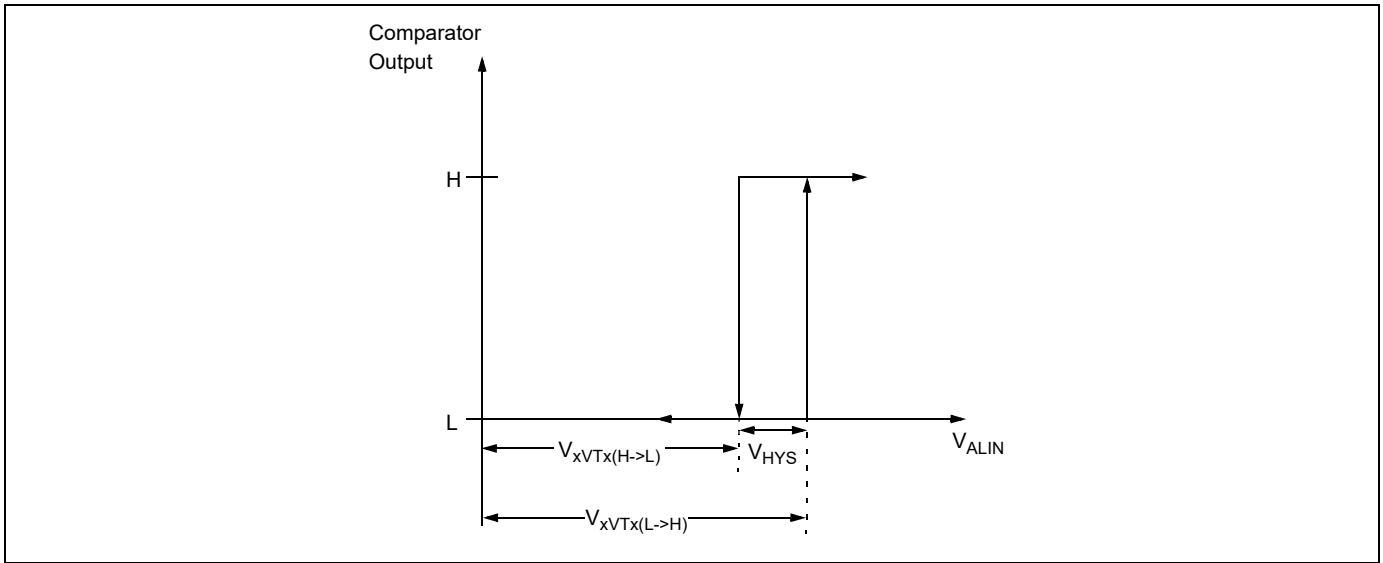 Comparator
Output
H
L
VxVTx(H->L)
VHYS
VALIN
VxVTx(L->H)